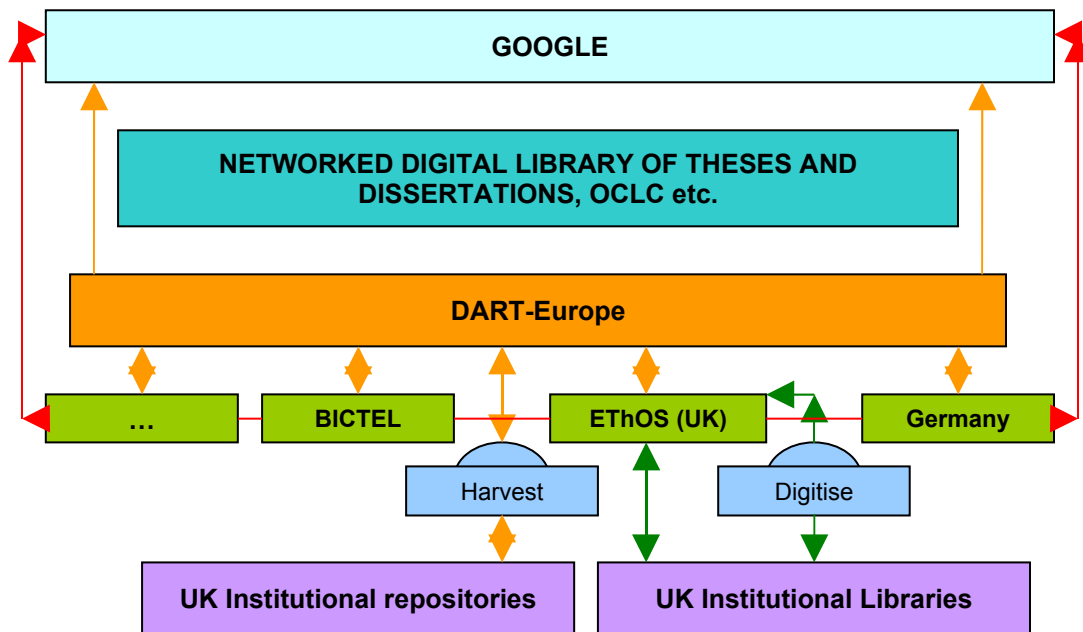 GOOGLE
NETWORKED DIGITAL LIBRARY OF THESES AND
DISSERTATIONS, OCLC etc.
DART-Europe
...
BICTEL
EThOS (UK)
Germany
Harvest
Digitise
UK Institutional repositories
UK Institutional Libraries